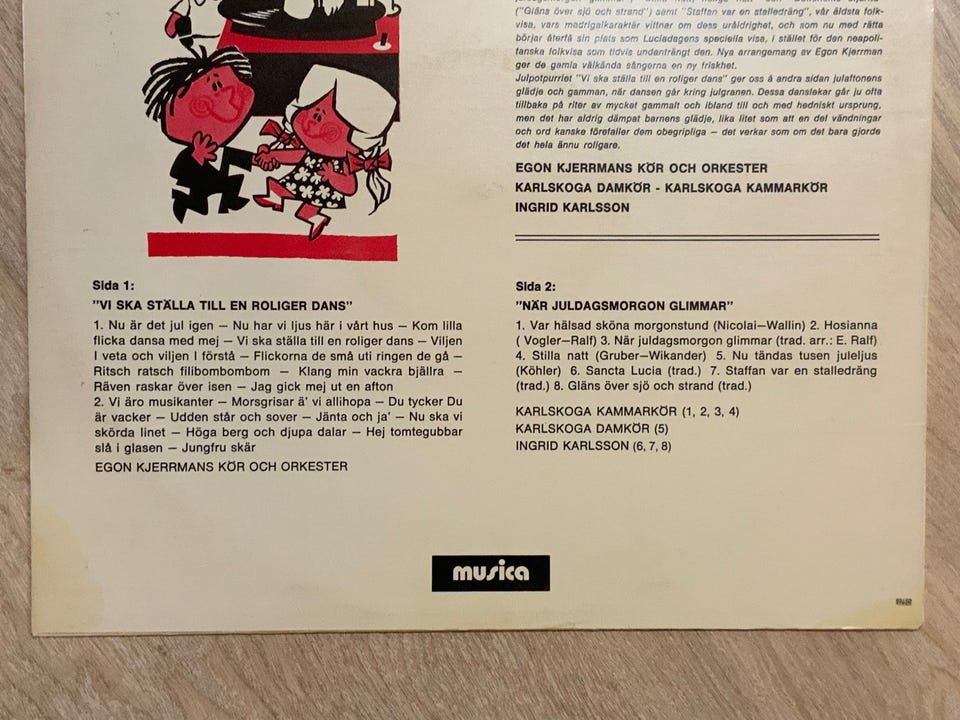 ("Gläns över sjö och strand") samt "Staffan var en stalledräng", vår äldsta folk-
visa, vars madrigalkaraktär vittnar om dess uråldrighet, och som nu med rätta
börjar återfå sin plats som Luciadagens speciella visa, i stället för den neapoli-
tanska folkvisa som tidvis undanträngt den. Nya arrangemang av Egon Kjerrman
ger de gamla välkända sångerna en ny friskhet.
Julpotpurriet "Vi ska ställa till en roliger dans" ger oss å andra sidan julaftonens
glädje och gamman, när dansen går kring julgranen. Dessa danslekar går ju ofta
tillbaka på riter av mycket gammalt och ibland till och med hedniskt ursprung,
men det har aldrig dämpat barnens glädje, lika litet som att en del vändningar
och ord kanske förefaller dem obegripliga — det verkar som om det bara gjorde
det hela ännu roligare.
EGON KJERRMANS KÖR OCH ORKESTER
KARLSKOGA DAMKÖR - KARLSKOGA KAMMARKÖR
INGRID KARLSSON
Sida 1:
"VI SKA STÄLLA TILL EN ROLIGER DANS"
1. Nu är det jul igen — Nu har vi ljus här i vårt hus — Kom lilla
flicka dansa med mej — Vi ska ställa till en roliger dans — Viljen
I veta och viljen I förstå — Flickorna de små uti ringen de gå —
Ritsch ratsch filibombombom — Klang min vackra bjällra —
Räven raskar över isen — Jag gick mej ut en afton
2. Vi äro musikanter — Morsgrisar ä' vi allihopa — Du tycker Du
är vacker — Udden står och sover — Jänta och ja' — Nu ska vi
skörda linet — Höga berg och djupa dalar — Hej tomtegubbar
slå i glasen — Jungfru skär
EGON KJERRMANS KÖR OCH ORKESTER
Sida 2:
"NÄR JULDAGSMORGON GLIMMAR"
1. Var hälsad sköna morgonstund (Nicolai—Wallin) 2. Hosianna
( Vogler—Ralf) 3. När juldagsmorgon glimmar (trad. arr.: E. Ralf)
4. Stilla natt (Gruber—Wikander) 5. Nu tändas tusen juleljus
(Köhler) 6. Sancta Lucia (trad.) 7. Staffan var en stalledräng
(trad.) 8. Gläns över sjö och strand (trad.)
KARLSKOGA KAMMARKÖR (1, 2, 3, 4)
KARLSKOGA DAMKÖR (5)
INGRID KARLSSON (6, 7, 8)
musica